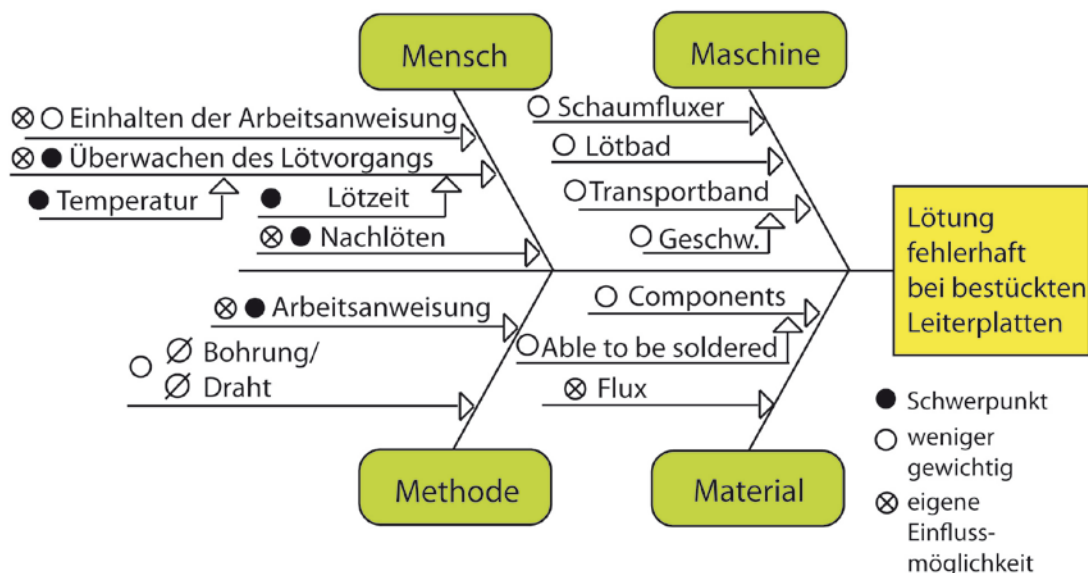 Mensch
Maschine
⊗ ○ Einhalten der Arbeitsanweisung
⊗ ● Überwachen des Lötvorgangs
● Temperatur
● Lötzeit
⊗ ● Nachlöten
○ Schaumfluxer
○ Lötbad
○ Transportband
○ Geschw.
Lötung
fehlerhaft
bei bestückten
Leiterplatten
⊗ ● Arbeitsanweisung
○ ∅ Bohrung/
∅ Draht
○ Components
○ Able to be soldered
⊗ Flux
Methode
Material
● Schwerpunkt
○ weniger
gewichtig
⊗ eigene
Einfluss-
möglichkeit